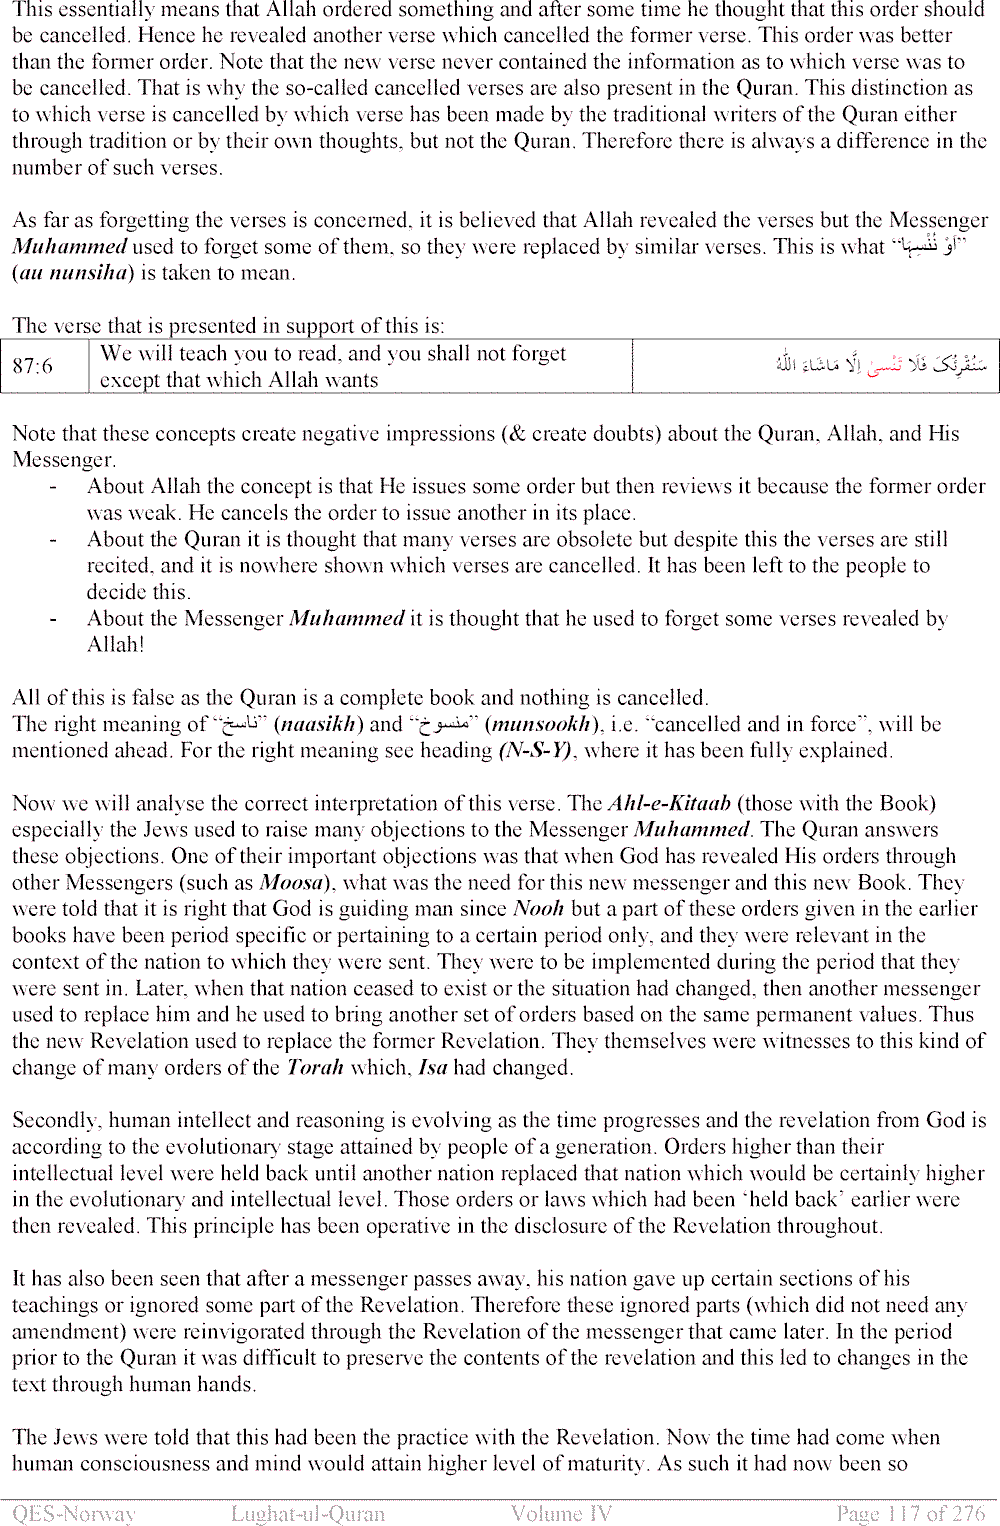 This essentially means that Allah ordered something and after some time he thought that this order should
be cancelled. Hence he revealed another verse which cancelled the former verse. This order was better
than the former order. Note that the new verse never contained the information as to which verse was to
be cancelled. That is why the so-called cancelled verses are also present in the Quran. This distinction as
to which verse is cancelled by which verse has been made by the traditional writers of the Quran either
through tradition or by their own thoughts, but not the Quran. Therefore there is always a difference in the
number of such verses.
As far as forgetting the verses is concerned, it is believed that Allah revealed the verses but the Messenger
Muhammed used to forget some of them, so they were replaced by similar verses. This is what “اَوْ نُنْسِہَا”
(au nunsiha) is taken to mean.
The verse that is presented in support of this is:
87:6 We will teach you to read, and you shall not forget
except that which Allah wants
سَنُقْرِئُکَ فَلَا تَنْسیٰ اِلَّا مَاشَاءَ اللّٰہُ
Note that these concepts create negative impressions (& create doubts) about the Quran, Allah, and His
Messenger.
- About Allah the concept is that He issues some order but then reviews it because the former order
was weak. He cancels the order to issue another in its place.
- About the Quran it is thought that many verses are obsolete but despite this the verses are still
recited, and it is nowhere shown which verses are cancelled. It has been left to the people to
decide this.
- About the Messenger Muhammed it is thought that he used to forget some verses revealed by
Allah!
All of this is false as the Quran is a complete book and nothing is cancelled.
The right meaning of “ناسخ” (naasikh) and “منسوخ” (munsookh), i.e. “cancelled and in force”, will be
mentioned ahead. For the right meaning see heading (N-S-Y), where it has been fully explained.
Now we will analyse the correct interpretation of this verse. The Ahl-e-Kitaab (those with the Book)
especially the Jews used to raise many objections to the Messenger Muhammed. The Quran answers
these objections. One of their important objections was that when God has revealed His orders through
other Messengers (such as Moosa), what was the need for this new messenger and this new Book. They
were told that it is right that God is guiding man since Nooh but a part of these orders given in the earlier
books have been period specific or pertaining to a certain period only, and they were relevant in the
context of the nation to which they were sent. They were to be implemented during the period that they
were sent in. Later, when that nation ceased to exist or the situation had changed, then another messenger
used to replace him and he used to bring another set of orders based on the same permanent values. Thus
the new Revelation used to replace the former Revelation. They themselves were witnesses to this kind of
change of many orders of the Torah which, Isa had changed.
Secondly, human intellect and reasoning is evolving as the time progresses and the revelation from God is
according to the evolutionary stage attained by people of a generation. Orders higher than their
intellectual level were held back until another nation replaced that nation which would be certainly higher
in the evolutionary and intellectual level. Those orders or laws which had been ‘held back’ earlier were
then revealed. This principle has been operative in the disclosure of the Revelation throughout.
It has also been seen that after a messenger passes away, his nation gave up certain sections of his
teachings or ignored some part of the Revelation. Therefore these ignored parts (which did not need any
amendment) were reinvigorated through the Revelation of the messenger that came later. In the period
prior to the Quran it was difficult to preserve the contents of the revelation and this led to changes in the
text through human hands.
The Jews were told that this had been the practice with the Revelation. Now the time had come when
human consciousness and mind would attain higher level of maturity. As such it had now been so
QES-Norway Lughat-ul-Quran Volume IV Page 117 of 276